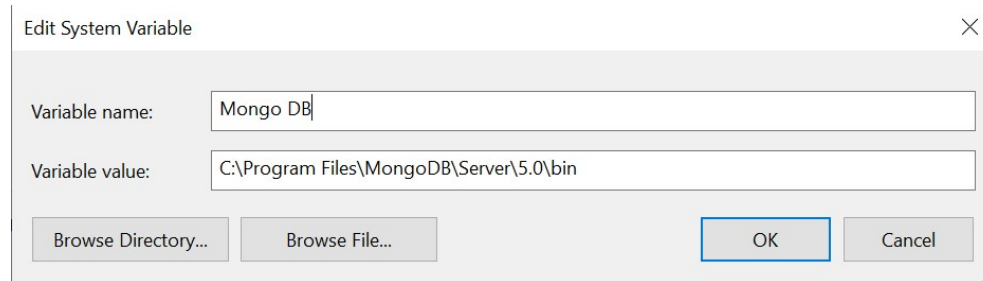 Edit System Variable
Variable name: Mongo DB
Variable value: C:\Program Files\MongoDB\Server\5.0\bin
Browse Directory... Browse File... OK Cancel